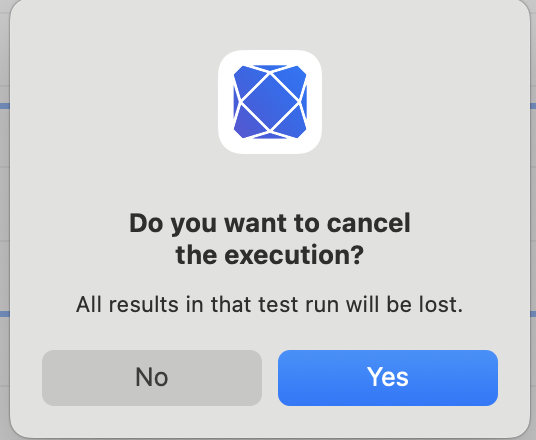 Do you want to cancel
the execution?
All results in that test run will be lost.
No
Yes